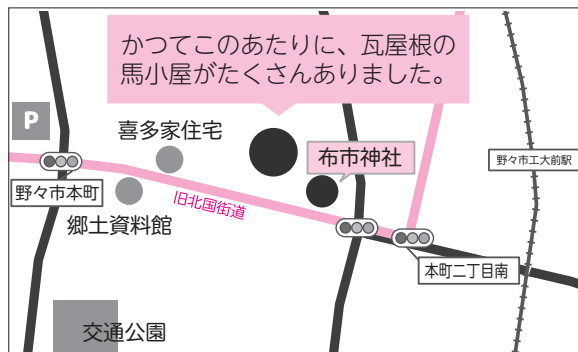 かつてこのあたりに、瓦屋根の
馬小屋がたくさんありました。
P
喜多家住宅
布市神社
野々市工大前駅
野々市本町
旧北国街道
郷土資料館
本町二丁目南
交通公園